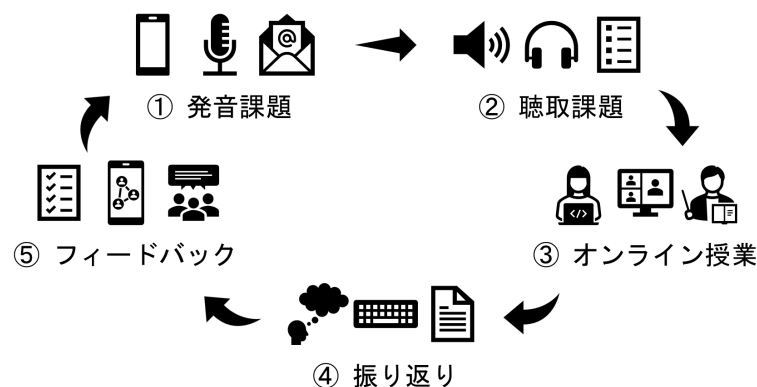 ① 発音課題
② 聴取課題
③ オンライン授業
④ 振り返り
⑤ フィードバック